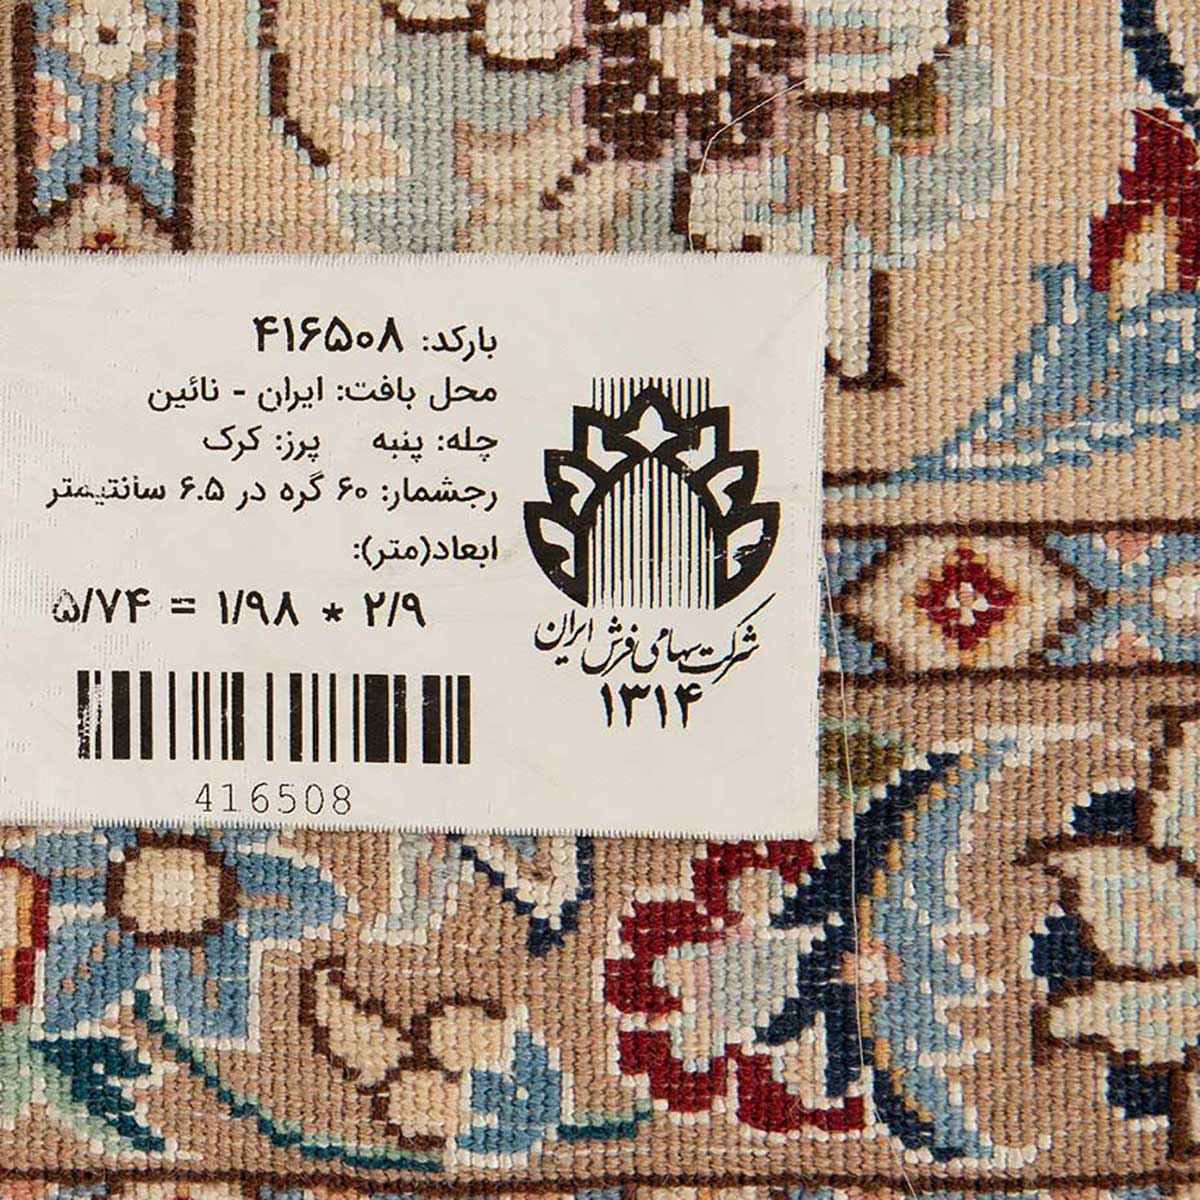 بارکد: ۴۱۶۵۰۸
محل بافت: ایران - نائین
چله: پنبه پرز: کرک
رجشمار: ۶۰ گره در ۶.۵ سانتیمتر
ابعاد(متر):
۲/۹ * ۱/۹۸ = ۵/۷۴
416508
شرکت سهامی فرش ایران
۱۳۱۴